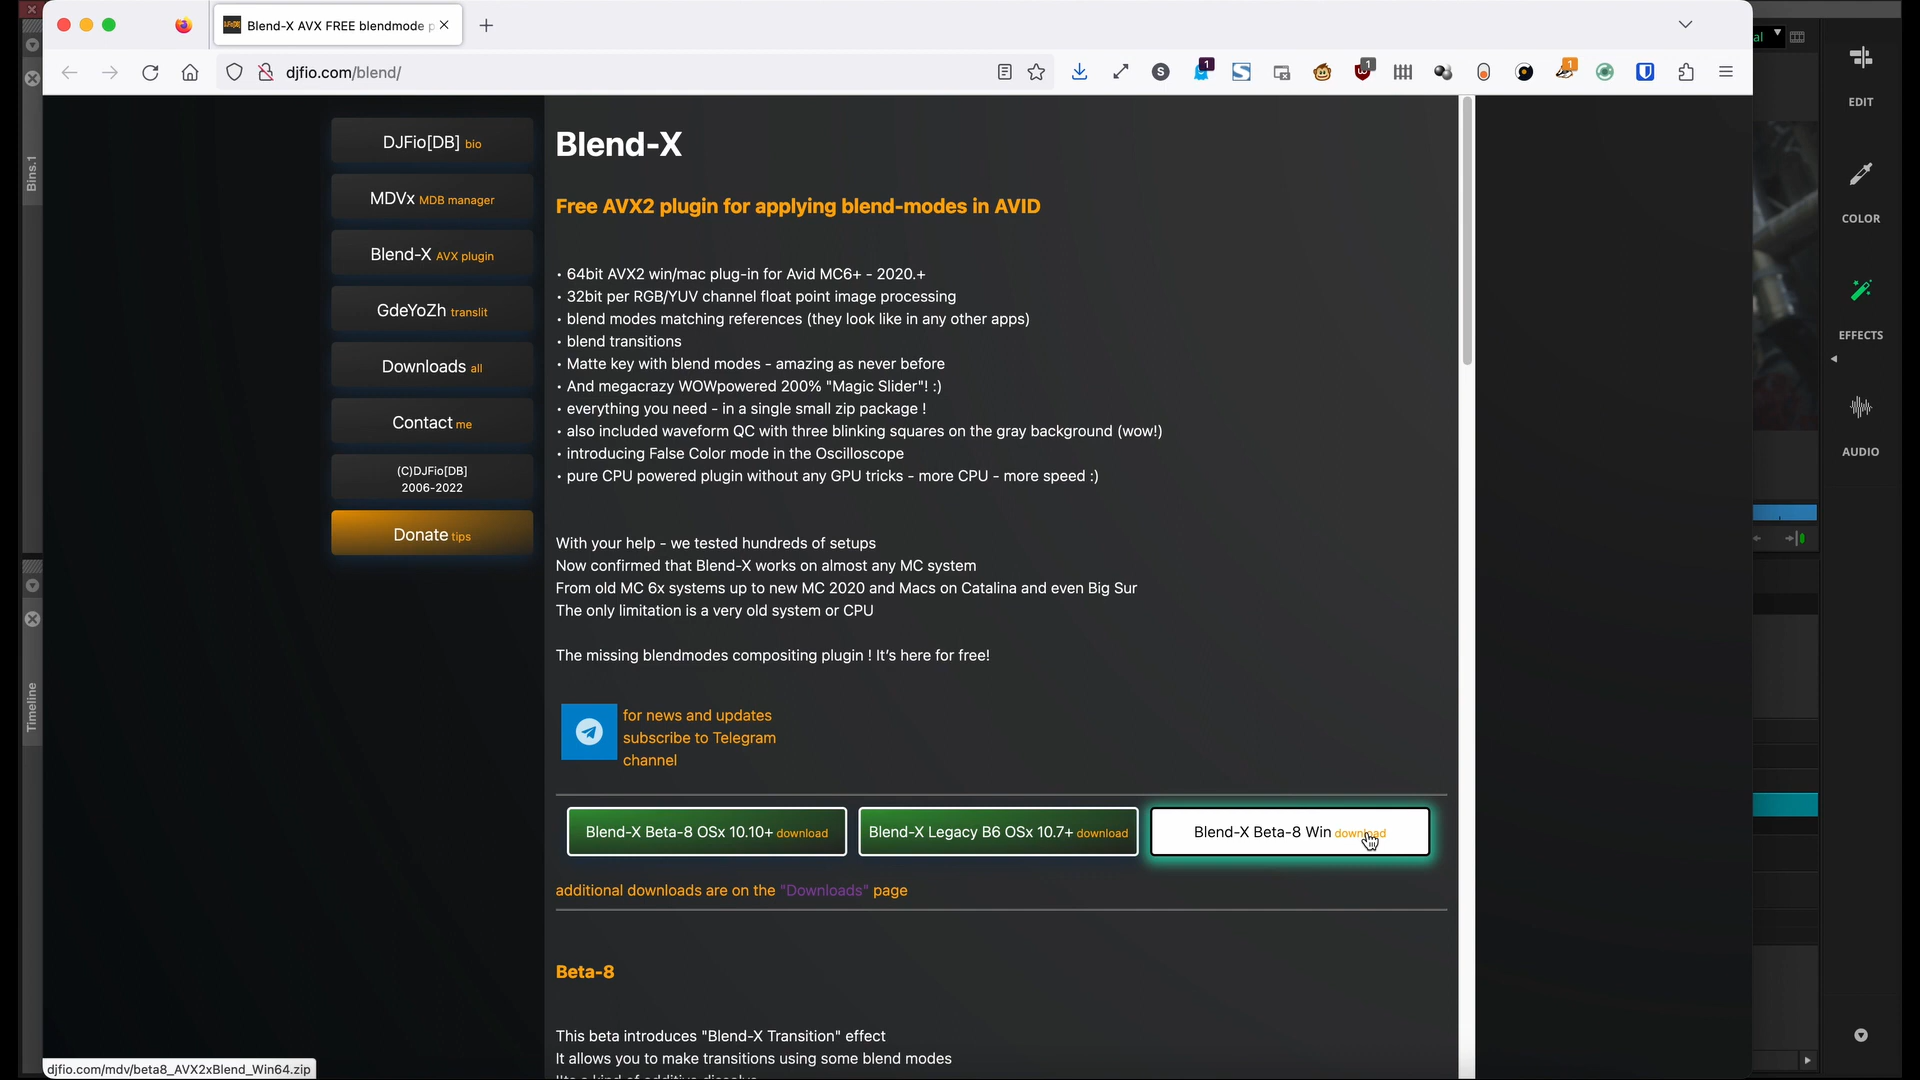 Blend-X AVX FREE blendmode p
djfio.com/blend/
S
1
1
1
al
EDIT
COLOR
EFFECTS
AUDIO
Bins.1
Timeline
DJFio[DB] bio
MDVx MDB manager
Blend-X AVX plugin
GdeYoZh translit
Downloads all
Contact me
(C)DJFio[DB]
2006-2022
Donate tips
Blend-X
Free AVX2 plugin for applying blend-modes in AVID
• 64bit AVX2 win/mac plug-in for Avid MC6+ - 2020.+
• 32bit per RGB/YUV channel float point image processing
• blend modes matching references (they look like in any other apps)
• blend transitions
• Matte key with blend modes - amazing as never before
• And megacrazy WOWpowered 200% "Magic Slider"! :)
• everything you need - in a single small zip package !
• also included waveform QC with three blinking squares on the gray background (wow!)
• introducing False Color mode in the Oscilloscope
• pure CPU powered plugin without any GPU tricks - more CPU - more speed :)
With your help - we tested hundreds of setups
Now confirmed that Blend-X works on almost any MC system
From old MC 6x systems up to new MC 2020 and Macs on Catalina and even Big Sur
The only limitation is a very old system or CPU
The missing blendmodes compositing plugin ! It's here for free!
for news and updates
subscribe to Telegram
channel
Blend-X Beta-8 OSx 10.10+ download
Blend-X Legacy B6 OSx 10.7+ download
Blend-X Beta-8 Win download
additional downloads are on the "Downloads" page
Beta-8
This beta introduces "Blend-X Transition" effect
It allows you to make transitions using some blend modes
djfio.com/mdv/beta8_AVX2xBlend_Win64.zip